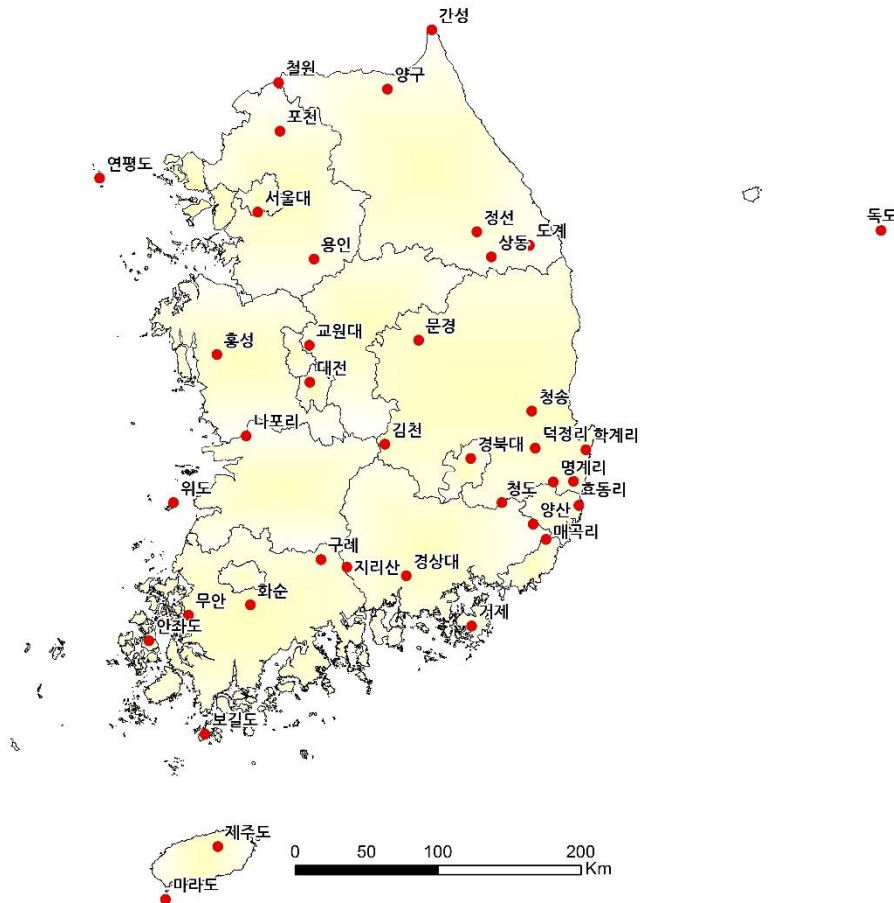 간성
철원
양구
포천
연평도
서울대
정선
도계
독도
상동
용인
교원대
문경
홍성
대전
청송
나포리
김천
덕정리
학계리
경북대
명계리
위도
청도
효동리
양산
매곡리
구례
지리산
경상대
무안
화순
안좌도
거제
보길도
제주도
마라도
0 50 100 200
Km